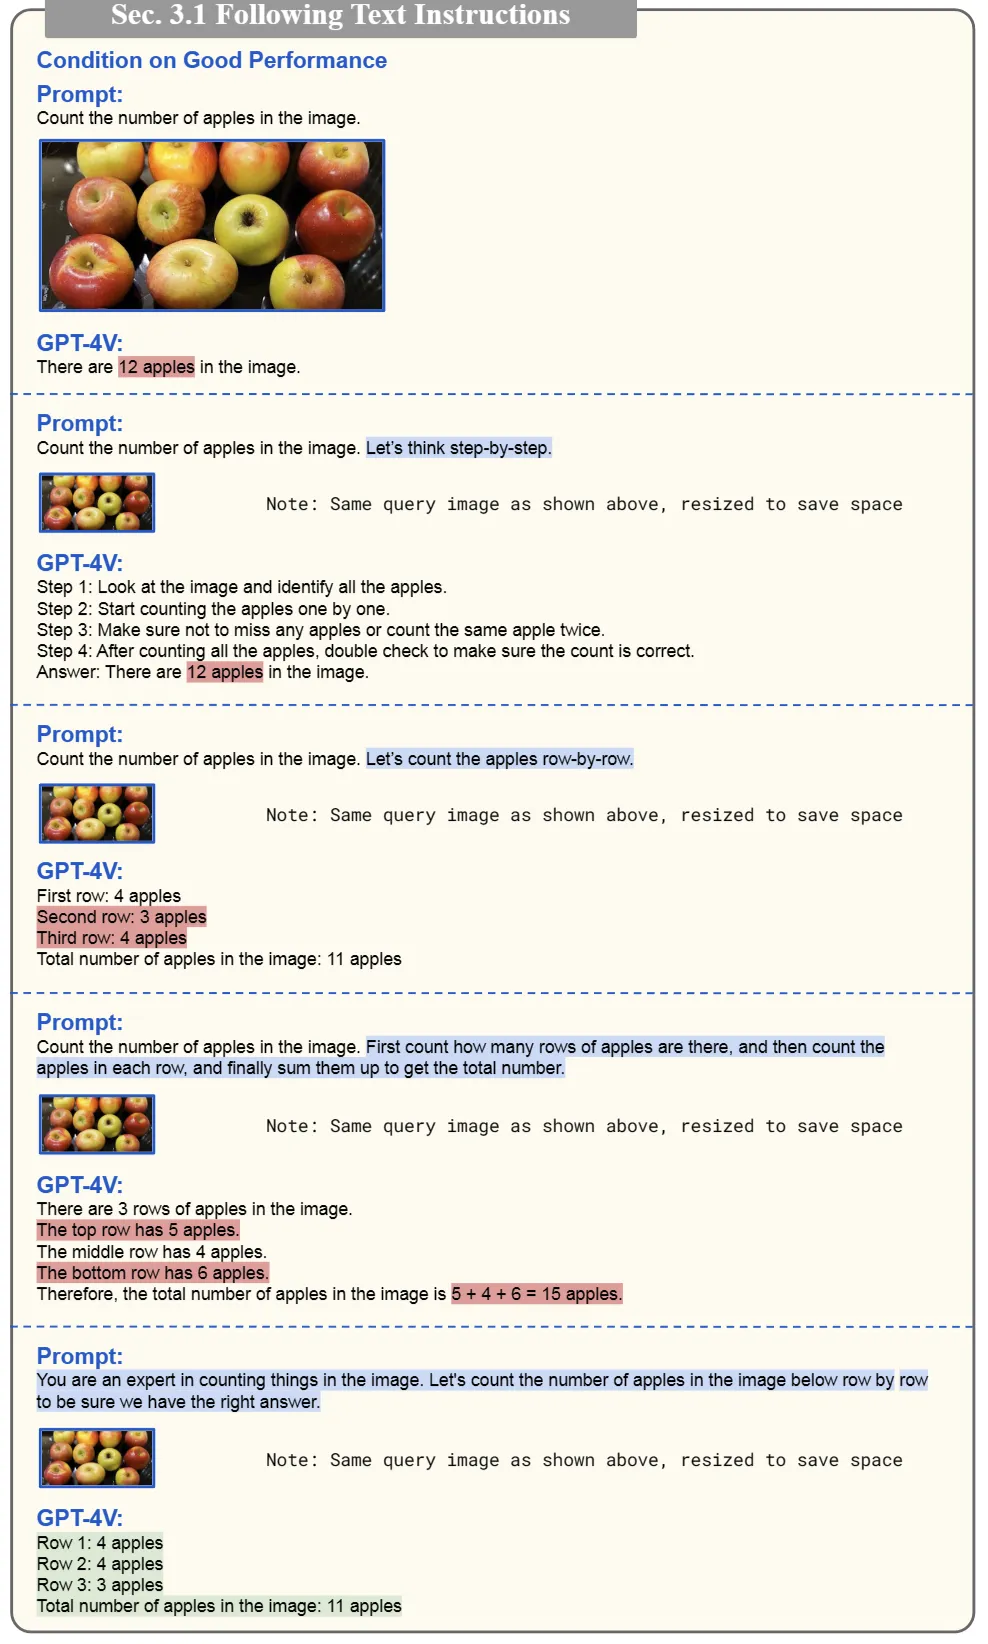 Sec. 3.1 Following Text Instructions
Condition on Good Performance
Prompt:
Count the number of apples in the image.
GPT-4V:
There are 12 apples in the image.
Prompt:
Count the number of apples in the image. Let's think step-by-step.
Note: Same query image as shown above, resized to save space
GPT-4V:
Step 1: Look at the image and identify all the apples.
Step 2: Start counting the apples one by one.
Step 3: Make sure not to miss any apples or count the same apple twice.
Step 4: After counting all the apples, double check to make sure the count is correct.
Answer: There are 12 apples in the image.
Prompt:
Count the number of apples in the image. Let's count the apples row-by-row.
Note: Same query image as shown above, resized to save space
GPT-4V:
First row: 4 apples
Second row: 3 apples
Third row: 4 apples
Total number of apples in the image: 11 apples
Prompt:
Count the number of apples in the image. First count how many rows of apples are there, and then count the
apples in each row, and finally sum them up to get the total number.
Note: Same query image as shown above, resized to save space
GPT-4V:
There are 3 rows of apples in the image.
The top row has 5 apples.
The middle row has 4 apples.
The bottom row has 6 apples.
Therefore, the total number of apples in the image is 5 + 4 + 6 = 15 apples.
Prompt:
You are an expert in counting things in the image. Let's count the number of apples in the image below row by row
to be sure we have the right answer.
Note: Same query image as shown above, resized to save space
GPT-4V:
Row 1: 4 apples
Row 2: 4 apples
Row 3: 3 apples
Total number of apples in the image: 11 apples